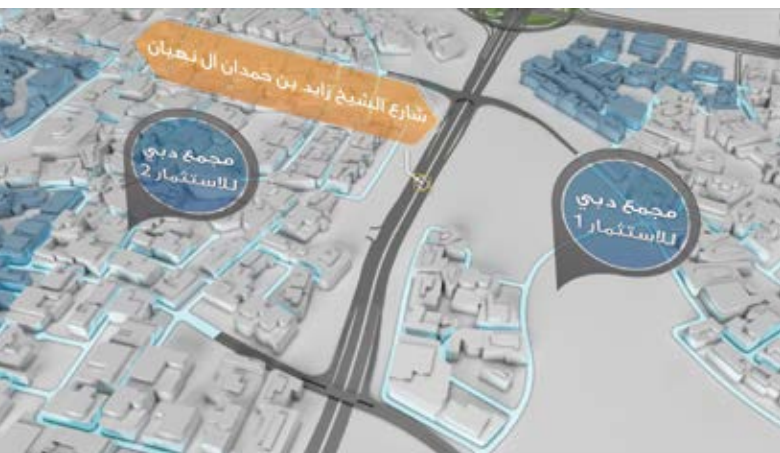 شارع الشيخ زايد بن حمدان آل نهيان
مجمع دبي
للاستثمار 2
مجمع دبي
للاستثمار 1